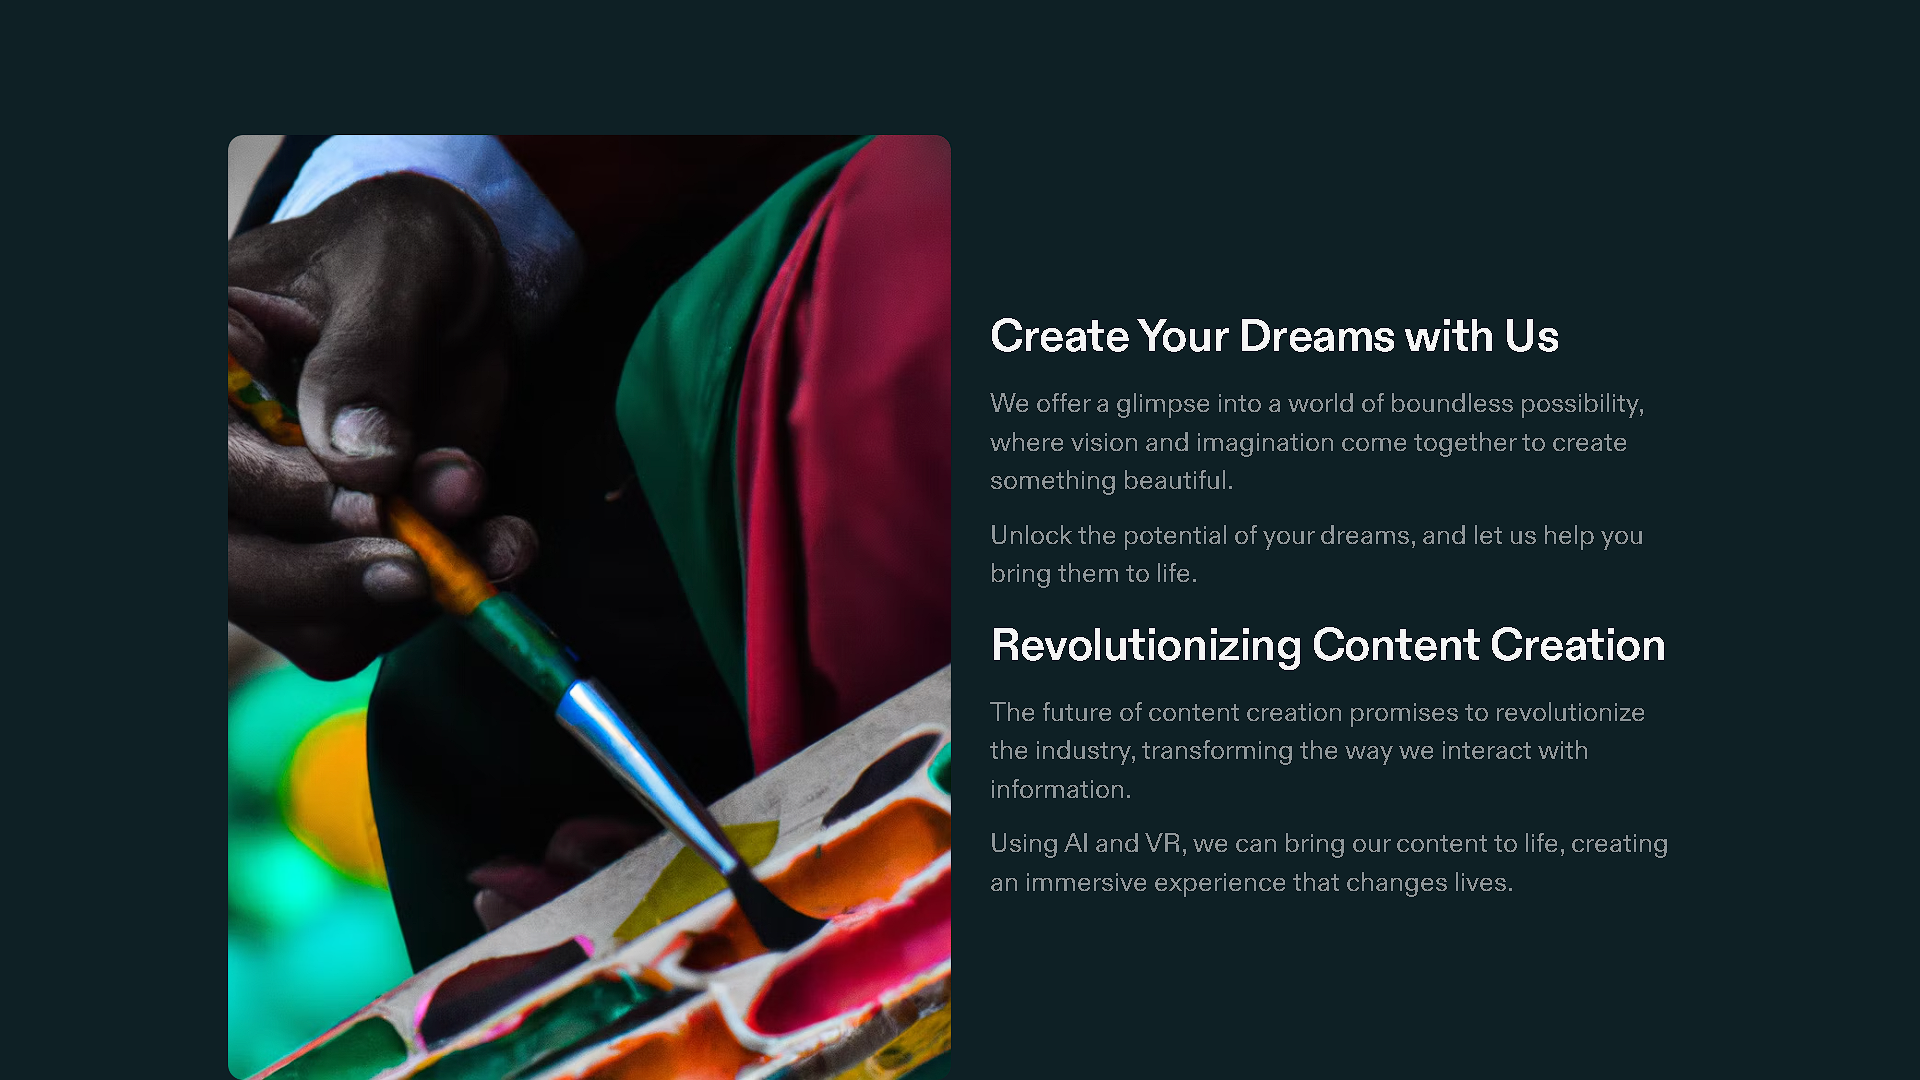 Create Your Dreams with Us
We offer a glimpse into a world of boundless possibility,
where vision and imagination come together to create
something beautiful.
Unlock the potential of your dreams, and let us help you
bring them to life.
Revolutionizing Content Creation
The future of content creation promises to revolutionize
the industry, transforming the way we interact with
information.
Using AI and VR, we can bring our content to life, creating
an immersive experience that changes lives.